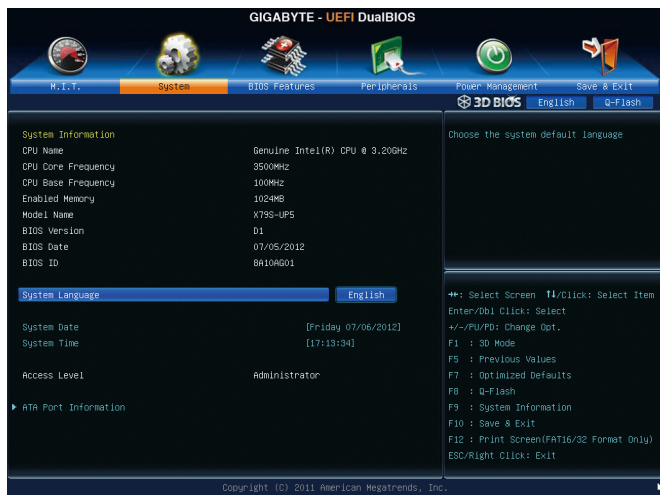 GIGABYTE - UEFI DualBIOS
M.I.T. System BIOS Features Peripherals Power Management Save & Exit
3D BIOS English Q-Flash
System Information
CPU Name Genuine Intel(R) CPU @ 3.20GHz
CPU Core Frequency 3500MHz
CPU Base Frequency 100MHz
Enabled Memory 1024MB
Model Name X79S-UP5
BIOS Version D1
BIOS Date 07/05/2012
BIOS ID 8A10AG01
System Language English
System Date [Friday 07/06/2012]
System Time [17:13:34]
Access Level Administrator
ATA Port Information
Choose the system default language
→←: Select Screen ↑↓/Click: Select Item
Enter/Dbl Click: Select
+/-/PU/PD: Change Opt.
F1 : 3D Mode
F5 : Previous Values
F7 : Optimized Defaults
F8 : Q-Flash
F9 : System Information
F10 : Save & Exit
F12 : Print Screen(FAT16/32 Format Only)
ESC/Right Click: Exit
Copyright (C) 2011 American Megatrends, Inc.